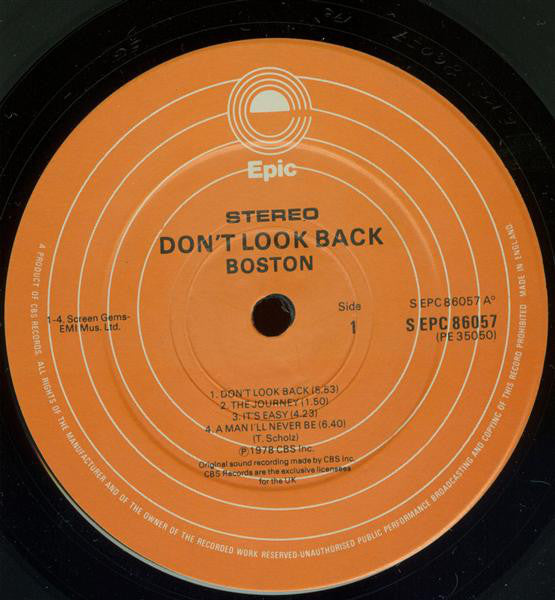 Epic
STEREO
DON'T LOOK BACK
BOSTON
1-4. Screen Gems-
EMI Mus. Ltd.
Side
1
S EPC 86057 A°
S EPC 86057
(PE 35050)
1. DON'T LOOK BACK (5.53)
2. THE JOURNEY (1.50)
3. IT'S EASY (4.23)
4. A MAN I'LL NEVER BE (6.40)
(T. Scholz)
℗ 1978 CBS Inc.
Original sound recording made by CBS Inc.
CBS Records are the exclusive licensees
for the UK
A PRODUCT OF CBS RECORDS. ALL RIGHTS OF THE MANUFACTURER AND OF THE OWNER OF THE RECORDED WORK RESERVED·UNAUTHORISED PUBLIC PERFORMANCE BROADCASTING AND COPYING OF THIS RECORD PROHIBITED MADE IN ENGLAND